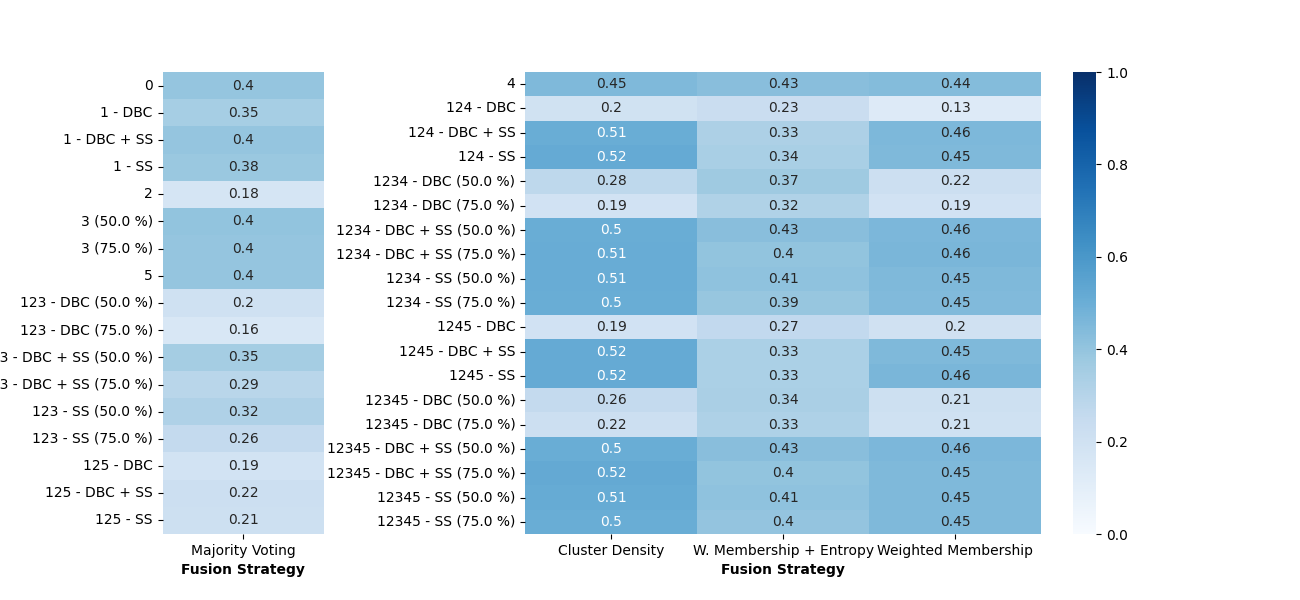 0 0.4
1 - DBC 0.35
1 - DBC + SS 0.4
1 - SS 0.38
2 0.18
3 (50.0 %) 0.4
3 (75.0 %) 0.4
5 0.4
123 - DBC (50.0 %) 0.2
123 - DBC (75.0 %) 0.16
3 - DBC + SS (50.0 %) 0.35
3 - DBC + SS (75.0 %) 0.29
123 - SS (50.0 %) 0.32
123 - SS (75.0 %) 0.26
125 - DBC 0.19
125 - DBC + SS 0.22
125 - SS 0.21
Majority Voting
Fusion Strategy
4 0.45 0.43 0.44
124 - DBC 0.2 0.23 0.13
124 - DBC + SS 0.51 0.33 0.46
124 - SS 0.52 0.34 0.45
1234 - DBC (50.0 %) 0.28 0.37 0.22
1234 - DBC (75.0 %) 0.19 0.32 0.19
1234 - DBC + SS (50.0 %) 0.5 0.43 0.46
1234 - DBC + SS (75.0 %) 0.51 0.4 0.46
1234 - SS (50.0 %) 0.51 0.41 0.45
1234 - SS (75.0 %) 0.5 0.39 0.45
1245 - DBC 0.19 0.27 0.2
1245 - DBC + SS 0.52 0.33 0.45
1245 - SS 0.52 0.33 0.46
12345 - DBC (50.0 %) 0.26 0.34 0.21
12345 - DBC (75.0 %) 0.22 0.33 0.21
12345 - DBC + SS (50.0 %) 0.5 0.43 0.46
12345 - DBC + SS (75.0 %) 0.52 0.4 0.45
12345 - SS (50.0 %) 0.51 0.41 0.45
12345 - SS (75.0 %) 0.5 0.4 0.45
Cluster Density W. Membership + Entropy Weighted Membership
Fusion Strategy
1.0
0.8
0.6
0.4
0.2
0.0